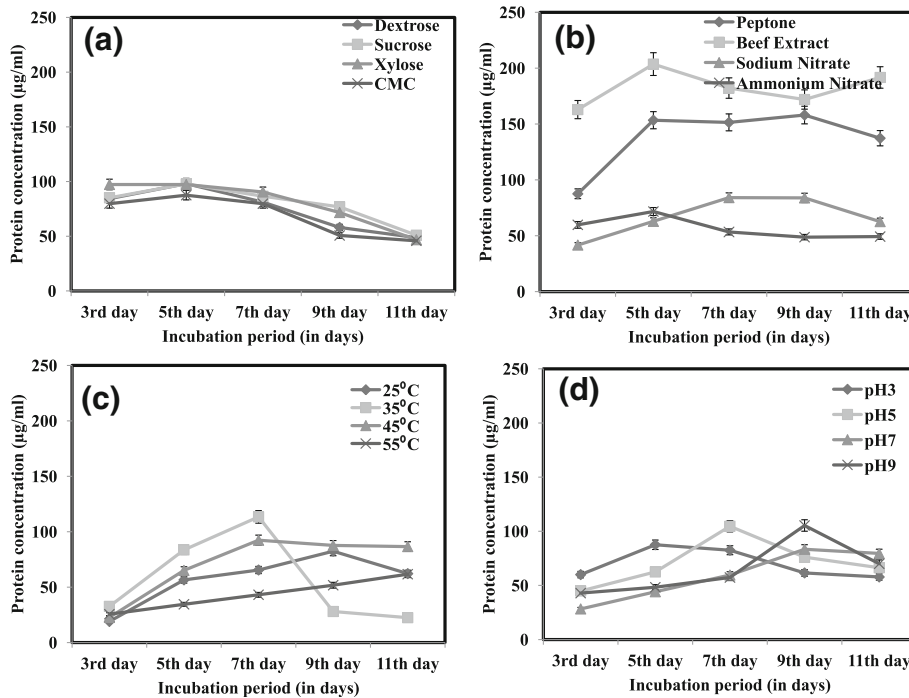 (a)
Dextrose
Sucrose
Xylose
CMC
Protein concentration (µg/ml)
250
200
150
100
50
0
3rd day 5th day 7th day 9th day 11th day
Incubation period (in days)
(b)
Peptone
Beef Extract
Sodium Nitrate
Ammonium Nitrate
Protein concentration (µg/ml)
250
200
150
100
50
0
3rd day 5th day 7th day 9th day 11th day
Incubation period (in days)
(c)
25⁰C
35⁰C
45⁰C
55⁰C
Protein concentration (µg/ml)
250
200
150
100
50
0
3rd day 5th day 7th day 9th day 11th day
Incubation period (in days)
(d)
pH3
pH5
pH7
pH9
Protein concentration (µg/ml)
250
200
150
100
50
0
3rd day 5th day 7th day 9th day 11th day
Incubation period (in days)